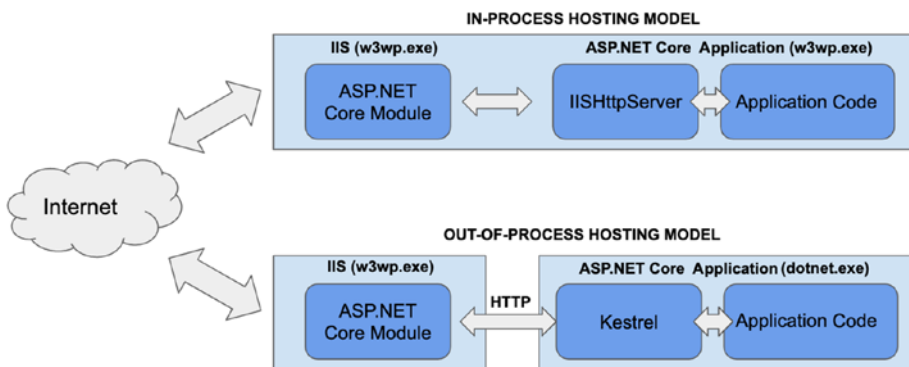 IN-PROCESS HOSTING MODEL
IIS (w3wp.exe)
ASP.NET Core Application (w3wp.exe)
ASP.NET
Core Module
IISHttpServer
Application Code
Internet
OUT-OF-PROCESS HOSTING MODEL
IIS (w3wp.exe)
ASP.NET Core Application (dotnet.exe)
ASP.NET
Core Module
HTTP
Kestrel
Application Code